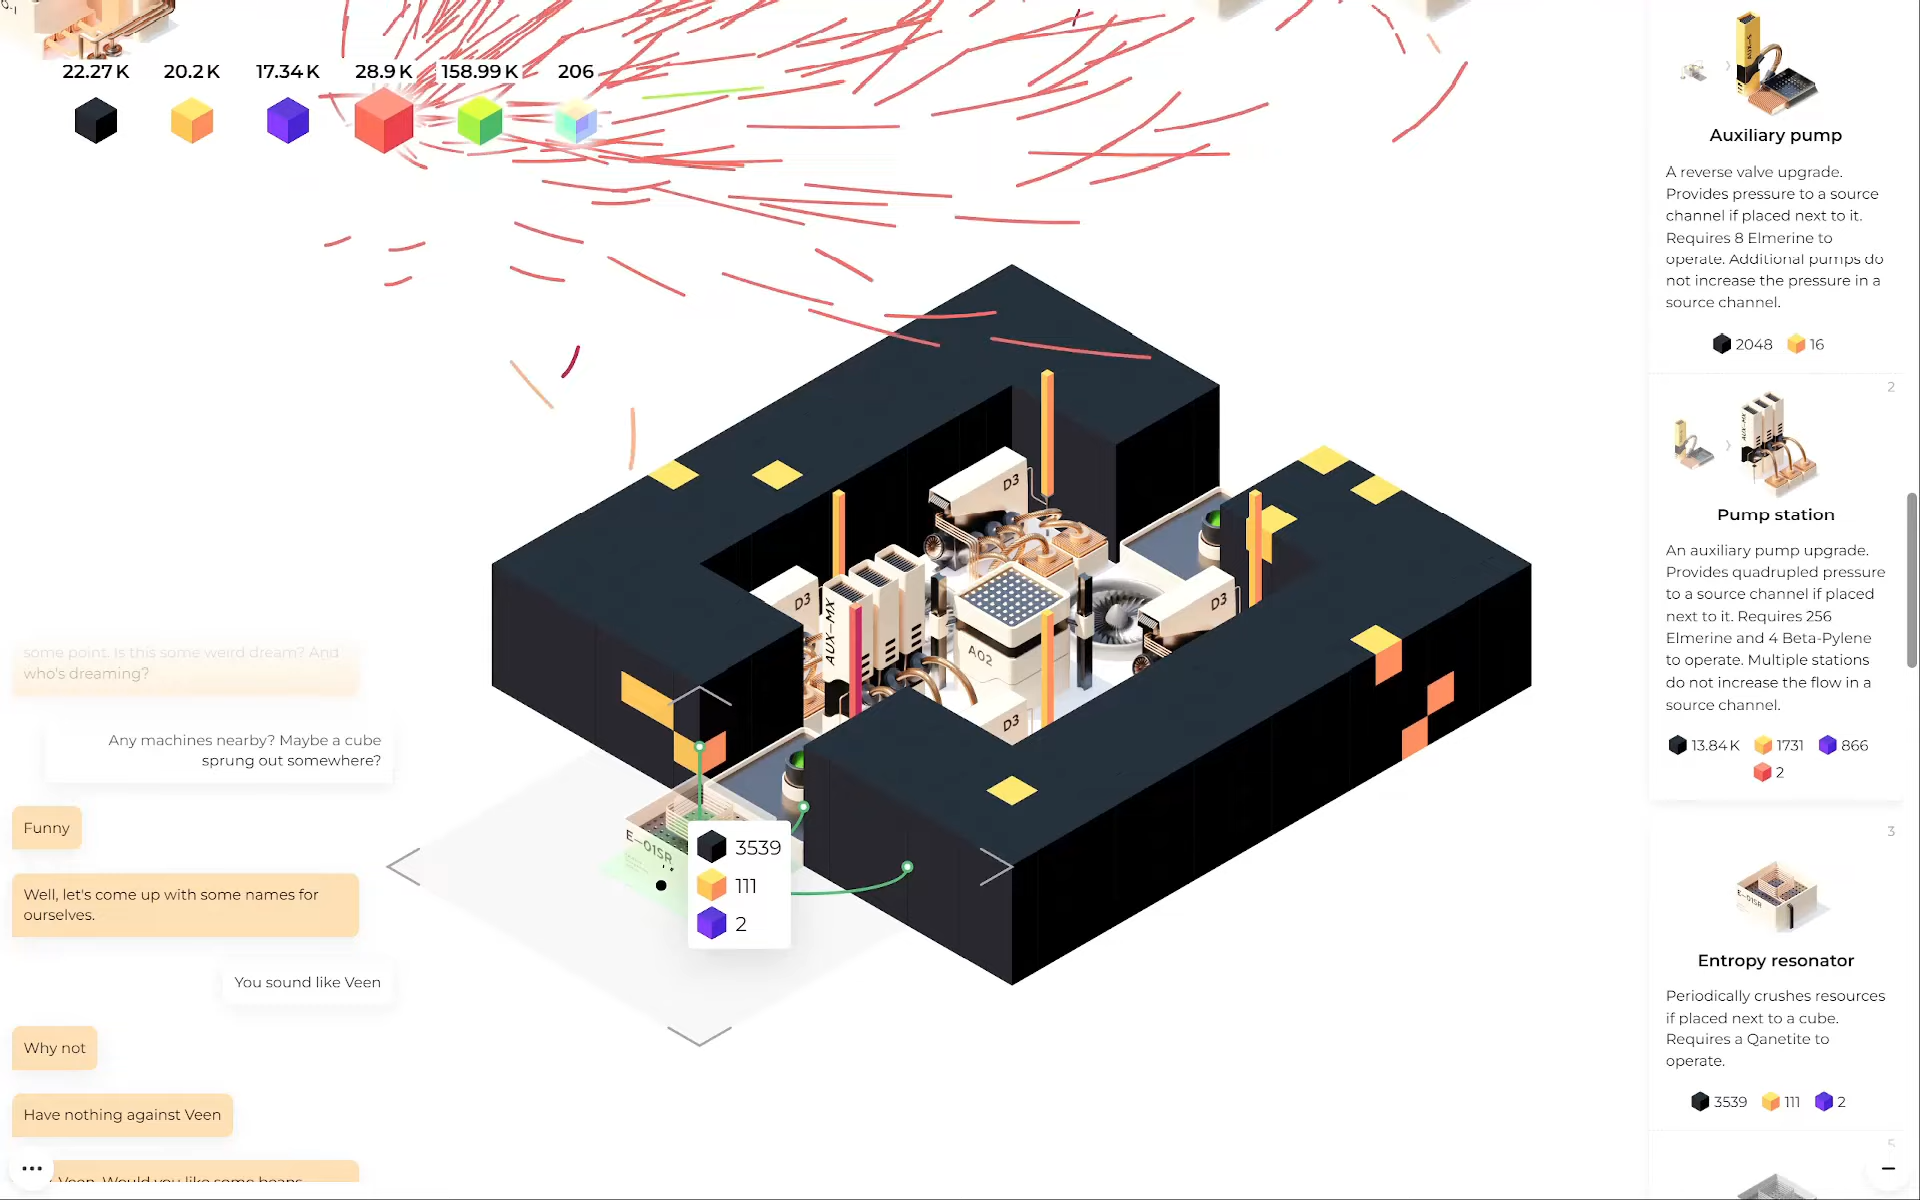 22.27 K 20.2 K 17.34 K 28.9 K 158.99 K 206
some point. Is this some weird dream? And
who's dreaming?
Any machines nearby? Maybe a cube
sprung out somewhere?
Funny
Well, let's come up with some names for
ourselves.
You sound like Veen
Why not
Have nothing against Veen
D3
D3
D3
D3
AUX-MX
A02
E-01SR
3539
111
2
Auxiliary pump
A reverse valve upgrade.
Provides pressure to a source
channel if placed next to it.
Requires 8 Elmerine to
operate. Additional pumps do
not increase the pressure in a
source channel.
2048 16
2
AUX-MX
Pump station
An auxiliary pump upgrade.
Provides quadrupled pressure
to a source channel if placed
next to it. Requires 256
Elmerine and 4 Beta-Pylene
to operate. Multiple stations
do not increase the flow in a
source channel.
13.84 K 1731 866
2
3
E-01SR
Entropy resonator
Periodically crushes resources
if placed next to a cube.
Requires a Qanetite to
operate.
3539 111 2
5